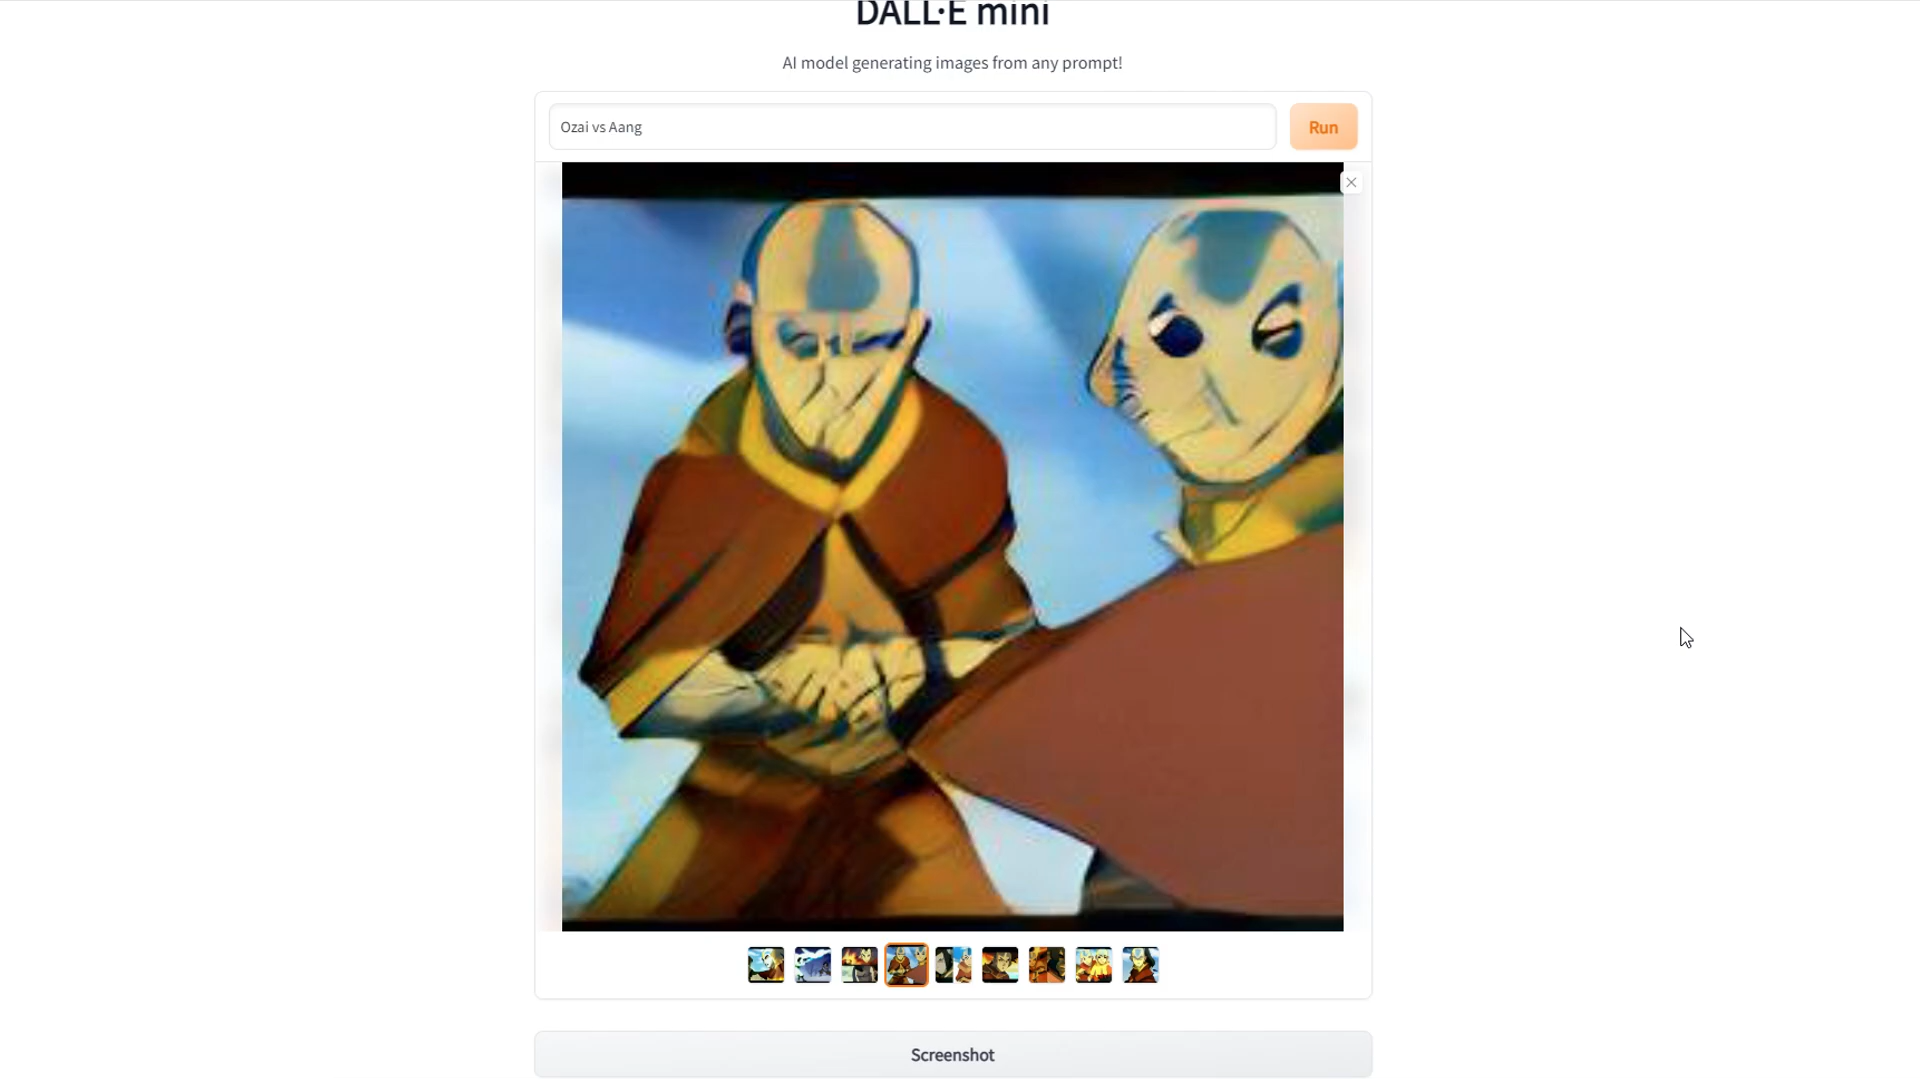 DALL·E mini
AI model generating images from any prompt!
Ozai vs Aang
Run
Screenshot